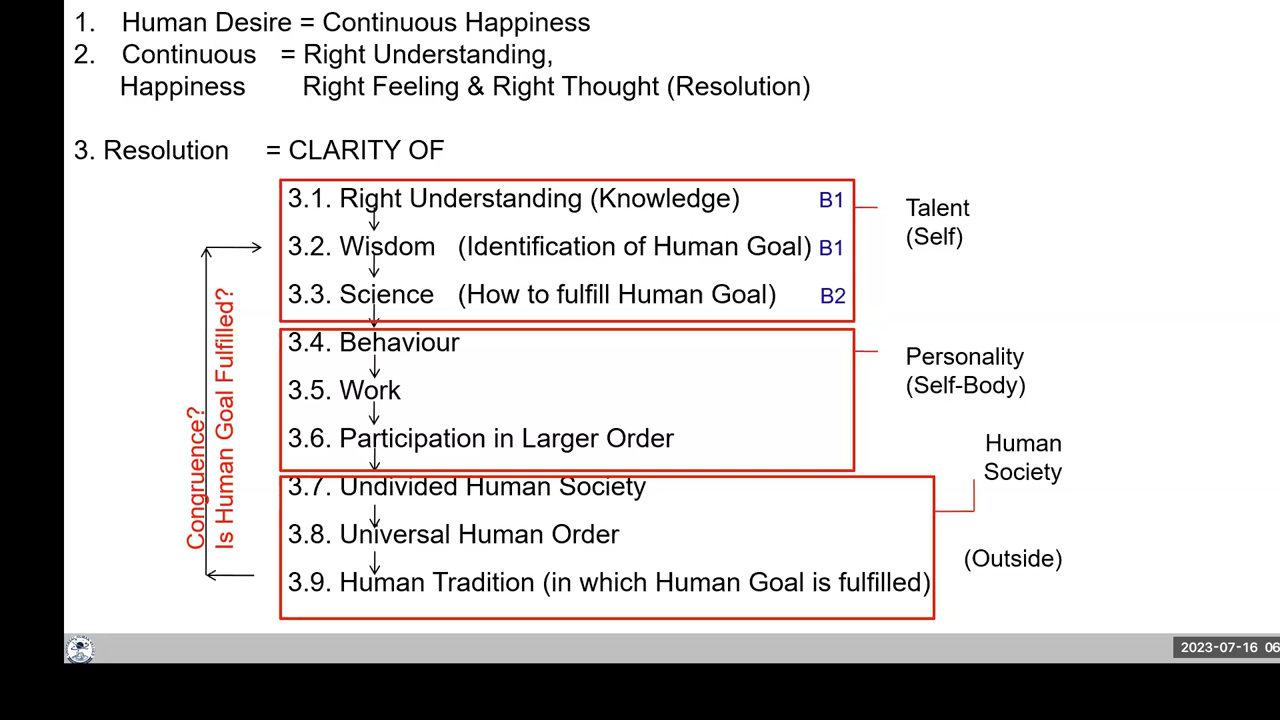 1. Human Desire = Continuous Happiness
2. Continuous = Right Understanding,
Happiness Right Feeling & Right Thought (Resolution)
3. Resolution = CLARITY OF
3.1. Right Understanding (Knowledge) B1
3.2. Wisdom (Identification of Human Goal) B1
3.3. Science (How to fulfill Human Goal) B2
Talent
(Self)
3.4. Behaviour
3.5. Work
3.6. Participation in Larger Order
Personality
(Self-Body)
3.7. Undivided Human Society
3.8. Universal Human Order
3.9. Human Tradition (in which Human Goal is fulfilled)
Human
Society
(Outside)
Congruence?
Is Human Goal Fulfilled?
2023-07-16 06